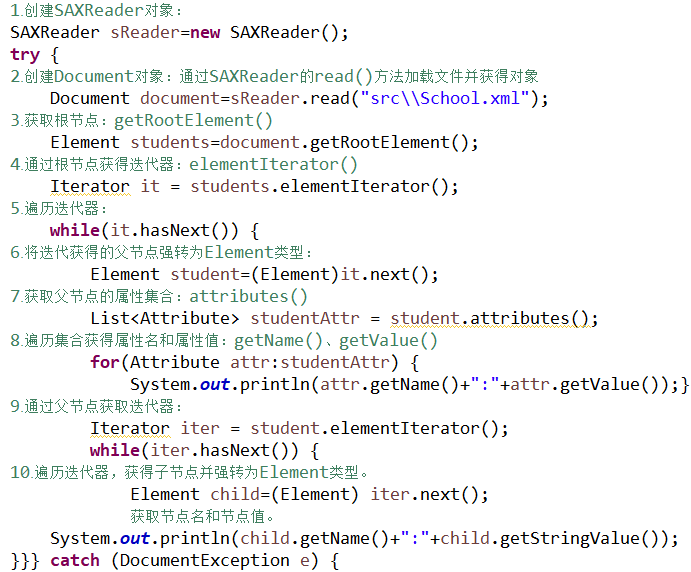 1.创建SAXReader对象：
SAXReader sReader=new SAXReader();
try {
2.创建Document对象：通过SAXReader的read()方法加载文件并获得对象
    Document document=sReader.read("src\\School.xml");
3.获取根节点：getRootElement()
    Element students=document.getRootElement();
4.通过根节点获得迭代器：elementIterator()
    Iterator it = students.elementIterator();
5.遍历迭代器：
    while(it.hasNext()) {
6.将迭代获得的父节点强转为Element类型：
        Element student=(Element)it.next();
7.获取父节点的属性集合：attributes()
        List<Attribute> studentAttr = student.attributes();
8.遍历集合获得属性名和属性值：getName()、getValue()
        for(Attribute attr:studentAttr) {
            System.out.println(attr.getName()+":"+attr.getValue());}
9.通过父节点获取迭代器：
        Iterator iter = student.elementIterator();
        while(iter.hasNext()) {
10.遍历迭代器，获得子节点并强转为Element类型。
            Element child=(Element) iter.next();
            获取节点名和节点值。
    System.out.println(child.getName()+":"+child.getStringValue());
}}} catch (DocumentException e) {